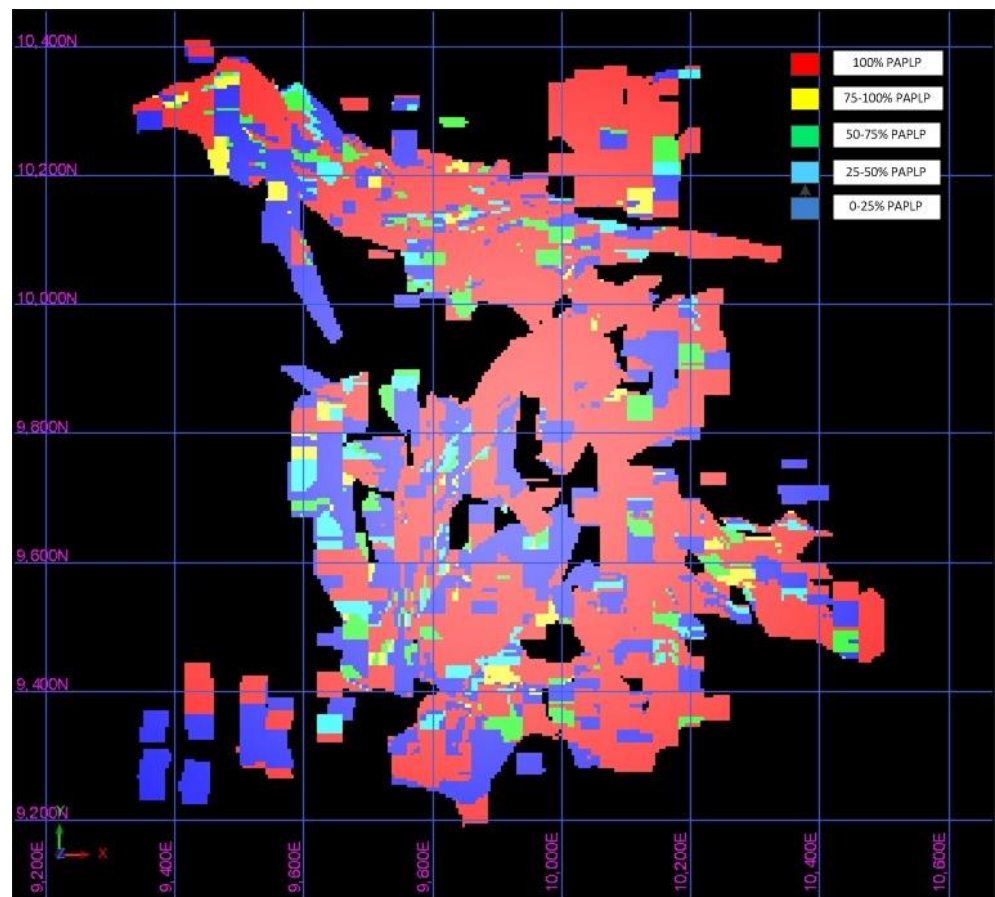 10,400N
100% PAPLP
75-100% PAPLP
50-75% PAPLP
10,200N
25-50% PAPLP
0-25% PAPLP
10,000N
9,800N
9,600N
9,400N
9,200N
Y
Z X
9,200E
9,400E
9,600E
9,800E
10,000E
10,200E
10,400E
10,600E